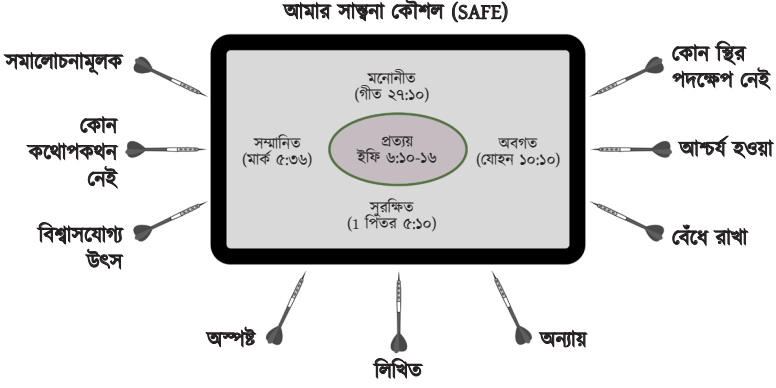 আমার সান্ত্বনা কৌশল (SAFE)
সমালোচনামূলক
কোন
কথোপকথন
নেই
বিশ্বাসযোগ্য
উৎস
মনোনীত
(গীত ২৭:১০)
সম্মানিত
(মার্ক ৫:৩৬)
প্রত্যয়
ইফি ৬:১০-১৬
অবগত
(যোহন ১০:১০)
সুরক্ষিত
(1 পিতর ৫:১০)
কোন স্থির
পদক্ষেপ নেই
আশ্চর্য হওয়া
বেঁধে রাখা
অস্পষ্ট
লিখিত
অন্যায়